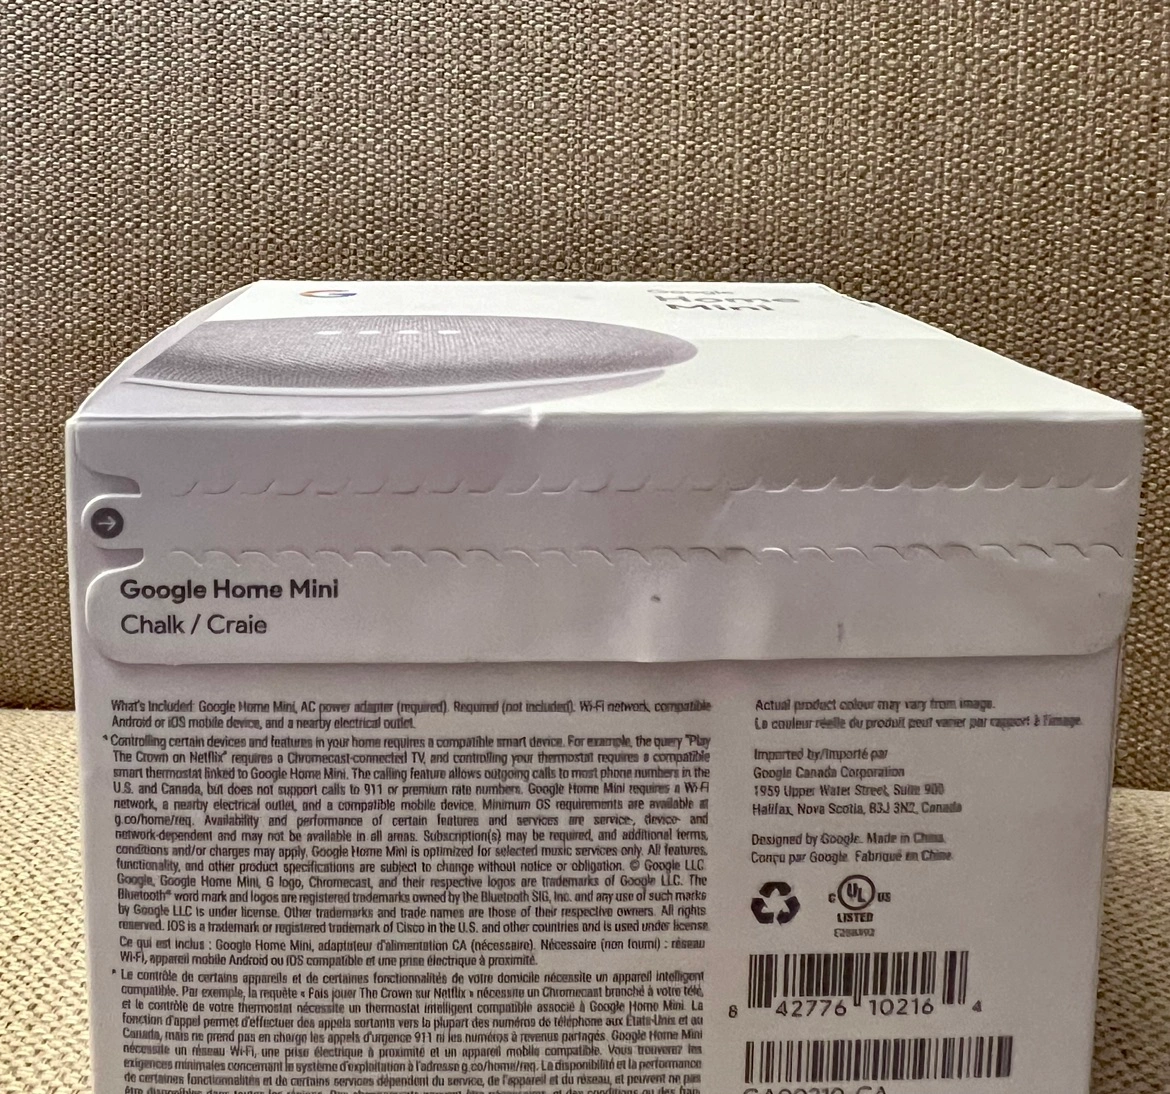 Google
Home
Mini
Google Home Mini
Chalk / Craie
What's Included: Google Home Mini, AC power adapter (required). Required (not included): Wi-Fi network, compatible
Android or iOS mobile device, and a nearby electrical outlet.
* Controlling certain devices and features in your home requires a compatible smart device. For example, the query "Play
The Crown on Netflix" requires a Chromecast-connected TV, and controlling your thermostat requires a compatible
smart thermostat linked to Google Home Mini. The calling feature allows outgoing calls to most phone numbers in the
U.S. and Canada, but does not support calls to 911 or premium rate numbers. Google Home Mini requires a Wi-Fi
network, a nearby electrical outlet, and a compatible mobile device. Minimum OS requirements are available at
g.co/home/req. Availability and performance of certain features and services are service-, device- and
network-dependent and may not be available in all areas. Subscription(s) may be required, and additional terms,
conditions and/or charges may apply. Google Home Mini is optimized for selected music services only. All features,
functionality, and other product specifications are subject to change without notice or obligation. © Google LLC
Google, Google Home Mini, G logo, Chromecast, and their respective logos are trademarks of Google LLC. The
Bluetooth® word mark and logos are registered trademarks owned by the Bluetooth SIG, Inc. and any use of such marks
by Google LLC is under license. Other trademarks and trade names are those of their respective owners. All rights
reserved. IOS is a trademark or registered trademark of Cisco in the U.S. and other countries and is used under license.
Ce qui est inclus : Google Home Mini, adaptateur d'alimentation CA (nécessaire). Nécessaire (non fourni) : réseau
Wi-Fi, appareil mobile Android ou iOS compatible et une prise électrique à proximité.
* Le contrôle de certains appareils et de certaines fonctionnalités de votre domicile nécessite un appareil intelligent
compatible. Par exemple, la requête « Fais jouer The Crown sur Netflix » nécessite un Chromecast branché à votre télé,
et le contrôle de votre thermostat nécessite un thermostat intelligent compatible associé à Google Home Mini. La
fonction d'appel permet d'effectuer des appels sortants vers la plupart des numéros de téléphone aux États-Unis et au
Canada, mais ne prend pas en charge les appels d'urgence 911 ni les numéros à revenus partagés. Google Home Mini
nécessite un réseau Wi-Fi, une prise électrique à proximité et un appareil mobile compatible. Vous trouverez les
exigences minimales concernant le système d'exploitation à l'adresse g.co/home/req. La disponibilité et la performance
de certaines fonctionnalités et de certains services dépendent du service, de l'appareil et du réseau, et peuvent ne pas
Actual product colour may vary from image.
La couleur réelle du produit peut varier par rapport à l'image.
Imported by/Importé par
Google Canada Corporation
1959 Upper Water Street, Suite 900
Halifax, Nova Scotia, B3J 3N2, Canada
Designed by Google. Made in China.
Conçu par Google. Fabriqué en Chine.
C UL US
LISTED
8 42776 10216 4